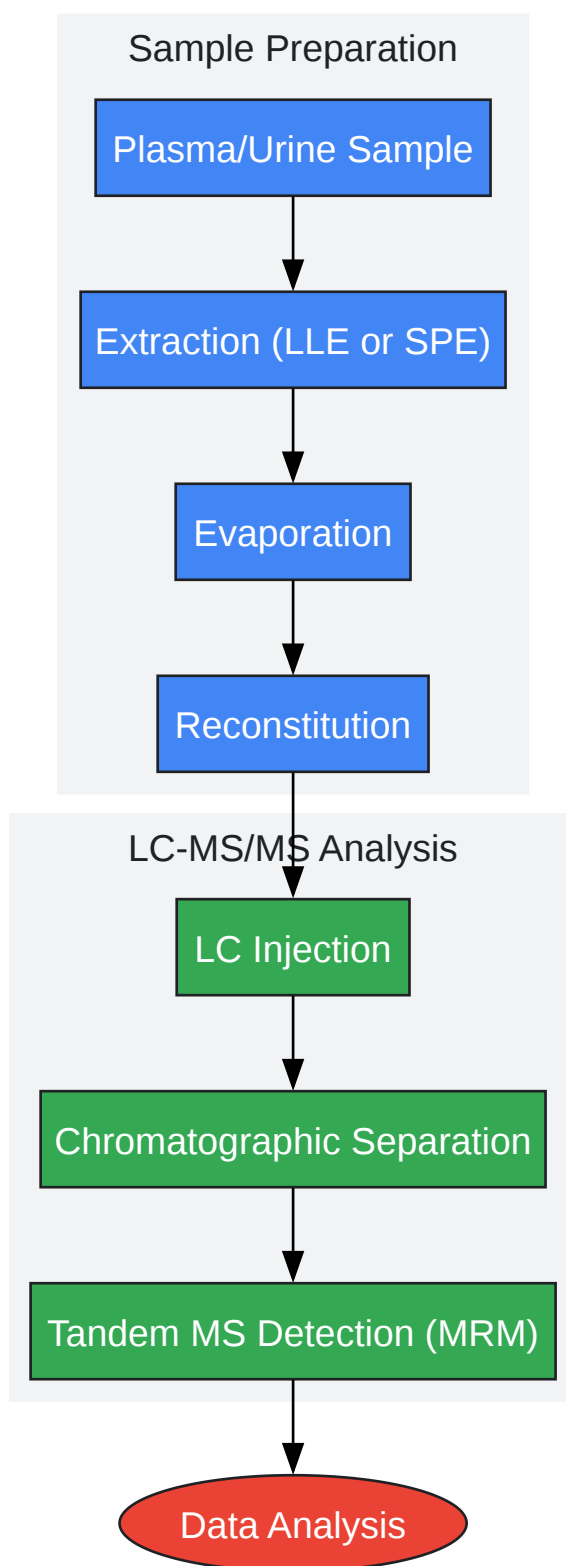 Sample Preparation
Plasma/Urine Sample
Extraction (LLE or SPE)
Evaporation
Reconstitution
LC-MS/MS Analysis
LC Injection
Chromatographic Separation
Tandem MS Detection (MRM)
Data Analysis